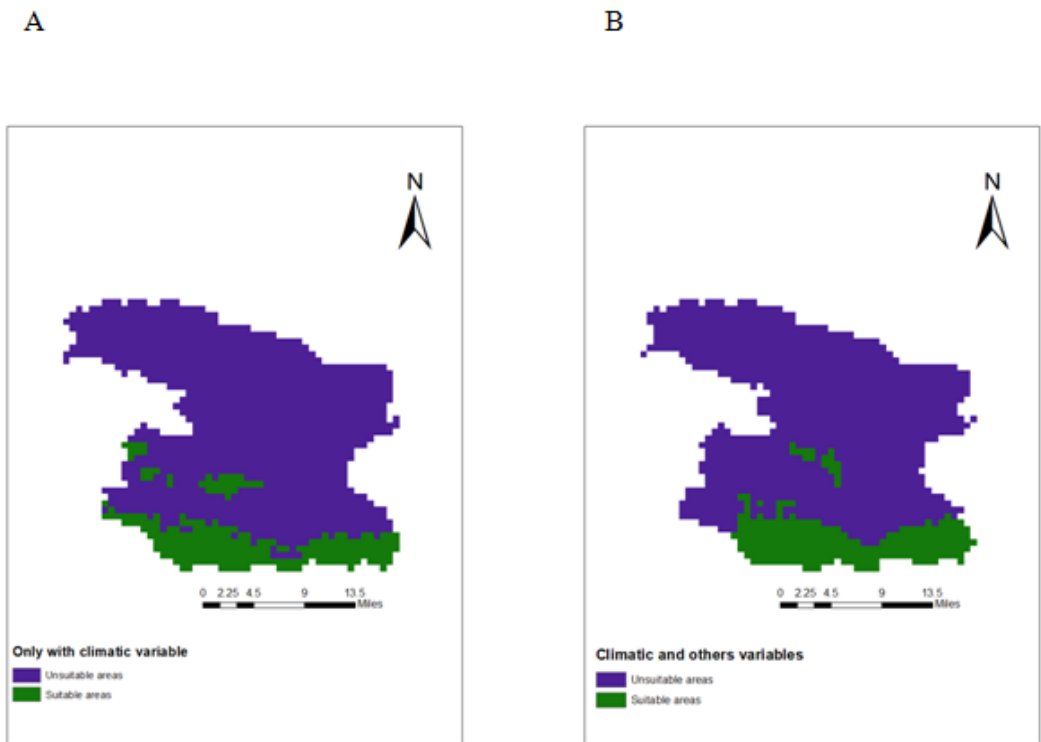 A
B
N
N
0 2.25 4.5 9 13.5
Miles
0 2.25 4.5 9 13.5
Miles
Only with climatic variable
Unsuitable areas
Suitable areas
Climatic and others variables
Unsuitable areas
Suitable areas